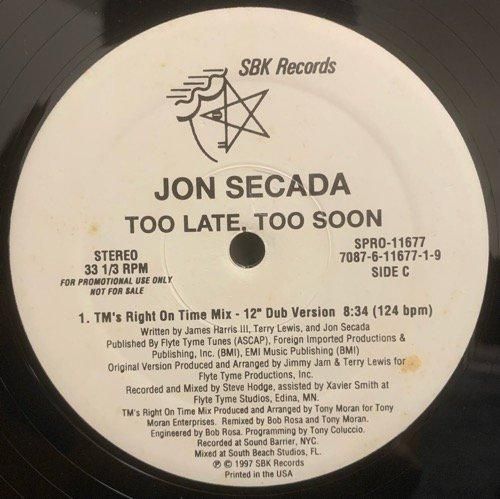 SBK Records
JON SECADA
TOO LATE, TOO SOON
STEREO
33 1/3 RPM
FOR PROMOTIONAL USE ONLY
NOT FOR SALE
SPRO-11677
7087-6-11677-1-9
SIDE C
1. TM's Right On Time Mix - 12" Dub Version 8:34 (124 bpm)
Written by James Harris III, Terry Lewis, and Jon Secada
Published By Flyte Tyme Tunes (ASCAP), Foreign Imported Productions &
Publishing, Inc. (BMI), EMI Music Publishing (BMI)
Original Version Produced and Arranged by Jimmy Jam & Terry Lewis for
Flyte Tyme Productions, Inc.
Recorded and Mixed by Steve Hodge, assisted by Xavier Smith at
Flyte Tyme Studios, Edina, MN.
TM's Right On Time Mix Produced and Arranged by Tony Moran for Tony
Moran Enterprises. Remixed by Bob Rosa and Tony Moran.
Engineered by Bob Rosa. Programming by Tony Coluccio.
Recorded at Sound Barrier, NYC.
Mixed at South Beach Studios, FL.
℗ © 1997 SBK Records
Printed in the USA